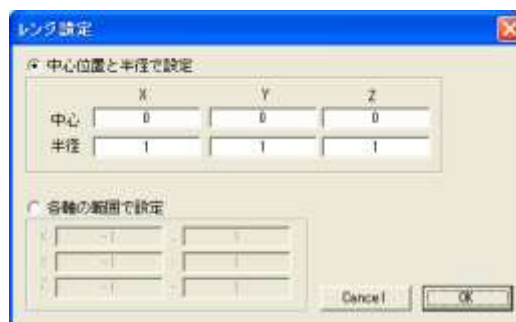 レンジ設定
中心位置と半径で設定
X Y Z
中心 0 0 0
半径 1 1 1
各軸の範囲で設定
Cancel OK